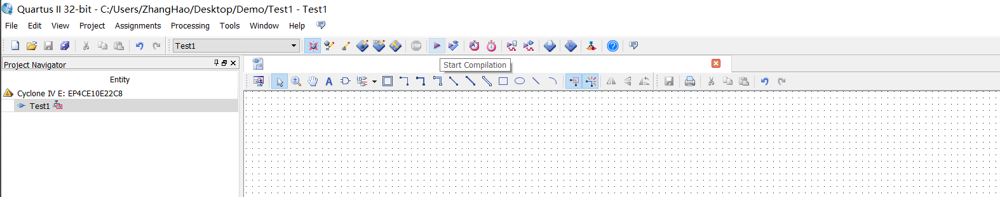 Quartus II 32-bit - C:/Users/ZhangHao/Desktop/Demo/Test1 - Test1
File Edit View Project Assignments Processing Tools Window Help
Test1
STOP
Start Compilation
Project Navigator
Entity
Cyclone IV E: EP4CE10E22C8
Test1